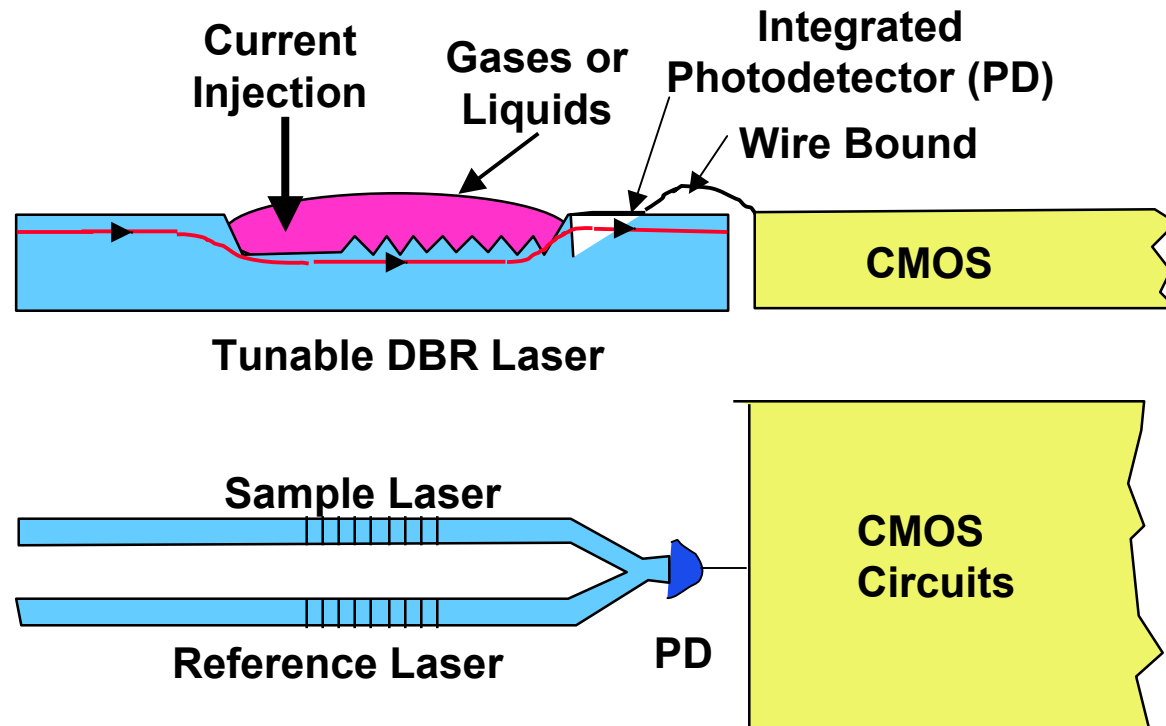 Current
Injection
Gases or
Liquids
Integrated
Photodetector (PD)
Wire Bound
CMOS
Tunable DBR Laser
Sample Laser
Reference Laser
PD
CMOS
Circuits